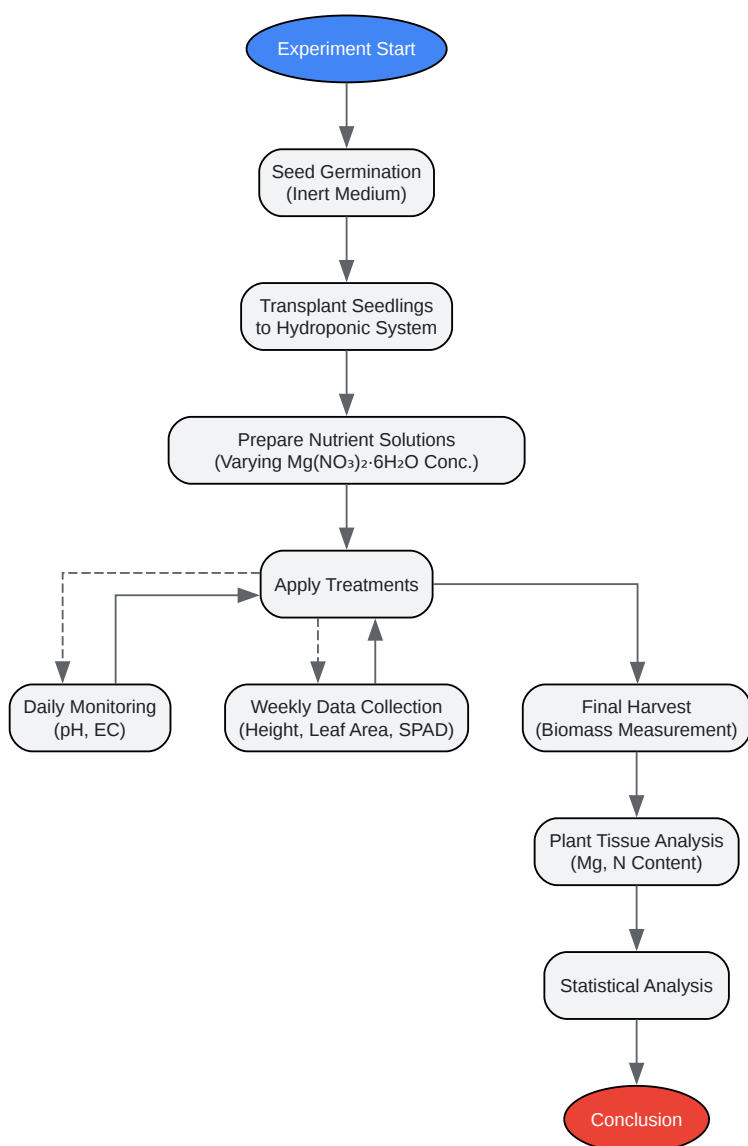 Experiment Start
Seed Germination
(Inert Medium)
Transplant Seedlings
to Hydroponic System
Prepare Nutrient Solutions
(Varying Mg(NO₃)₂·6H₂O Conc.)
Apply Treatments
Daily Monitoring
(pH, EC)
Weekly Data Collection
(Height, Leaf Area, SPAD)
Final Harvest
(Biomass Measurement)
Plant Tissue Analysis
(Mg, N Content)
Statistical Analysis
Conclusion